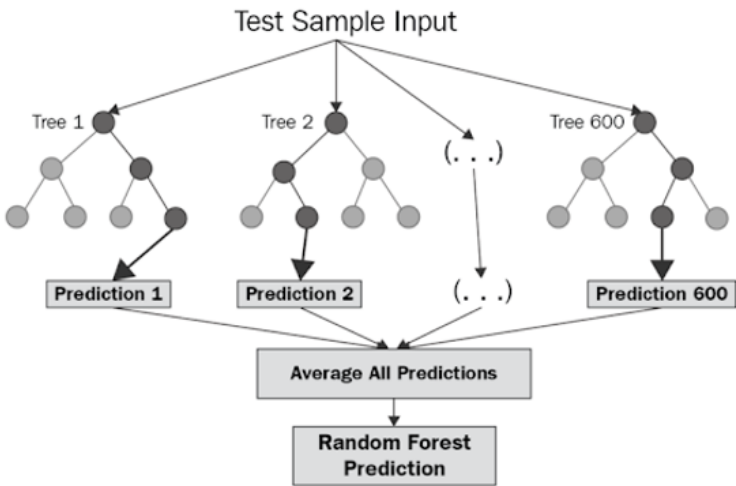 Test Sample Input
Tree 1
Tree 2
(. . .)
Tree 600
Prediction 1
Prediction 2
(. . .)
Prediction 600
Average All Predictions
Random Forest
Prediction